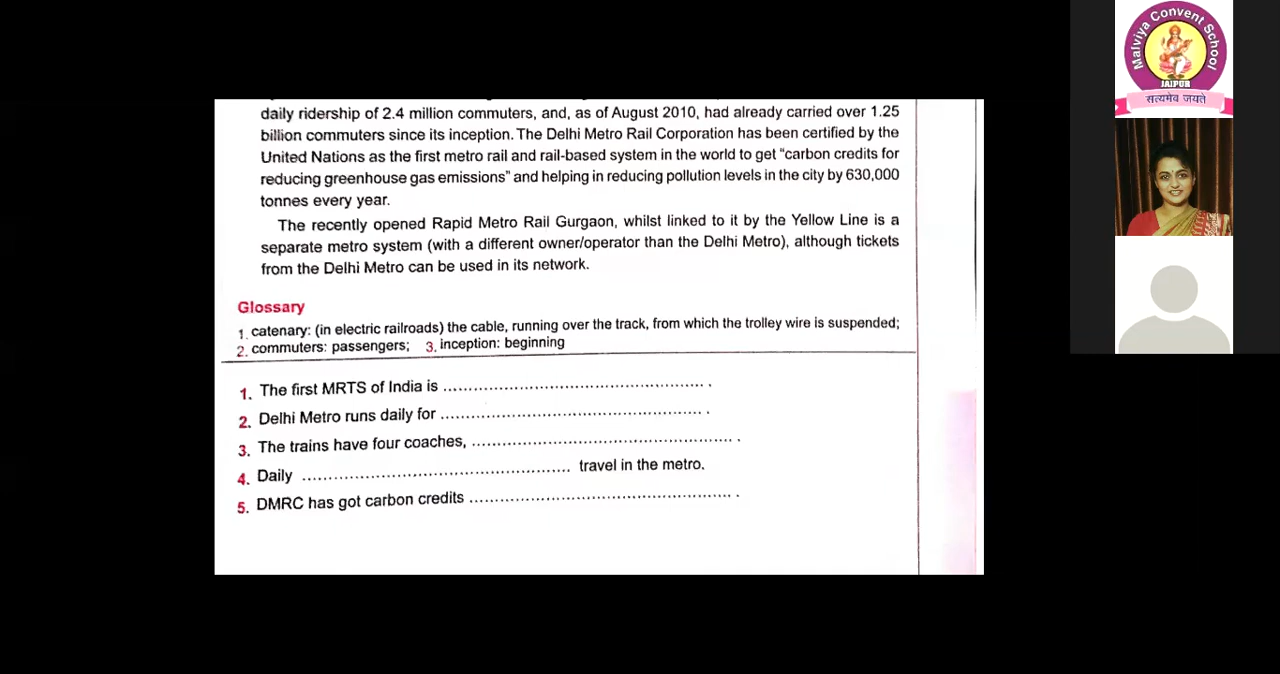 daily ridership of 2.4 million commuters, and, as of August 2010, had already carried over 1.25
billion commuters since its inception. The Delhi Metro Rail Corporation has been certified by the
United Nations as the first metro rail and rail-based system in the world to get “carbon credits for
reducing greenhouse gas emissions” and helping in reducing pollution levels in the city by 630,000
tonnes every year.
The recently opened Rapid Metro Rail Gurgaon, whilst linked to it by the Yellow Line is a
separate metro system (with a different owner/operator than the Delhi Metro), although tickets
from the Delhi Metro can be used in its network.
Glossary
1. catenary: (in electric railroads) the cable, running over the track, from which the trolley wire is suspended;
2. commuters: passengers; 3. inception: beginning
1. The first MRTS of India is ................................................................ .
2. Delhi Metro runs daily for ................................................................ .
3. The trains have four coaches, ................................................................ .
4. Daily ................................................................ travel in the metro.
5. DMRC has got carbon credits ................................................................ .
Malviya Convent School
JAIPUR
सत्यमेव जयते